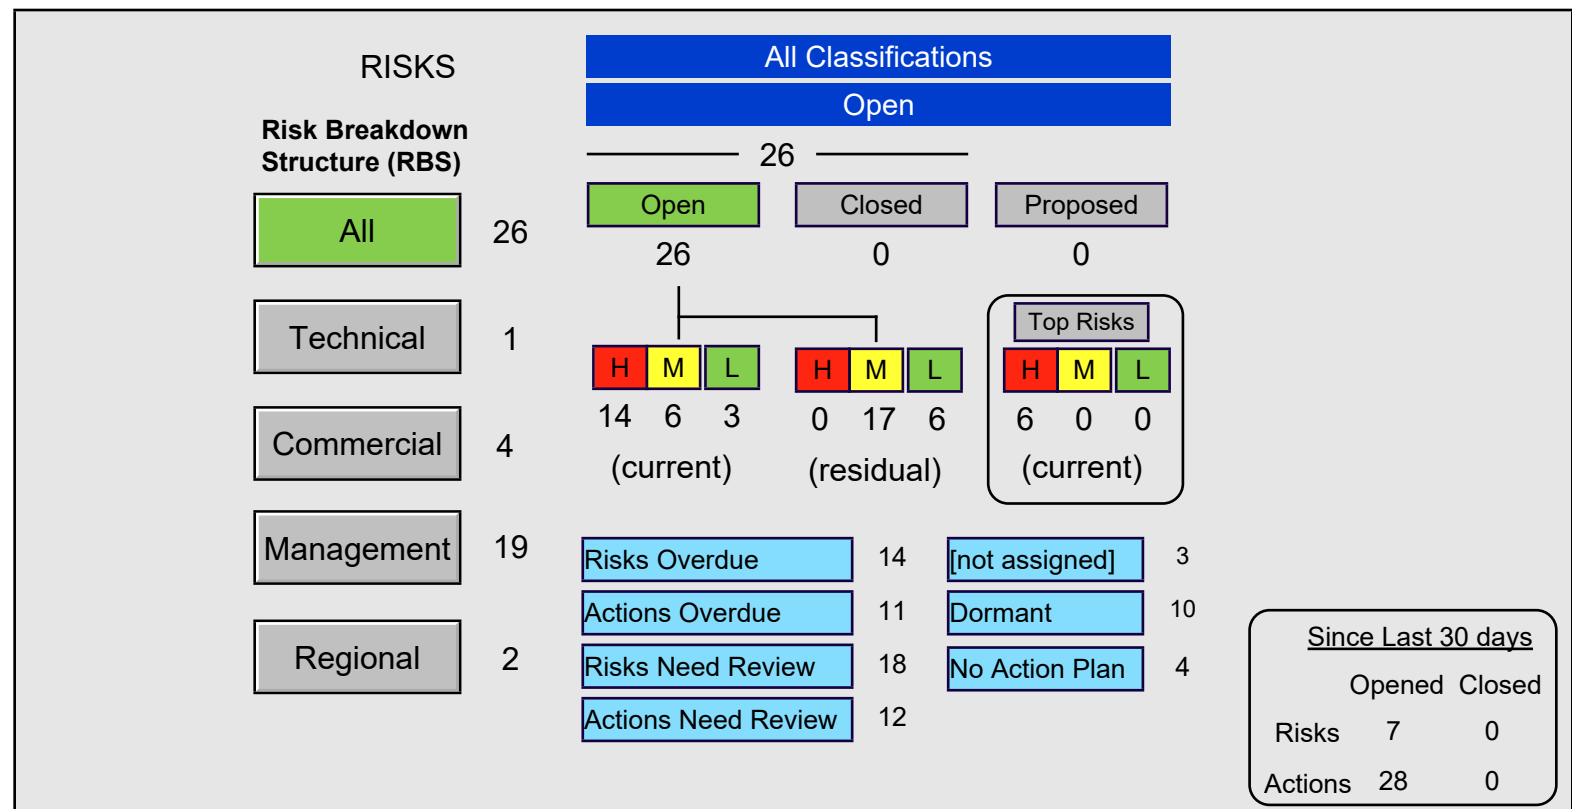 RISKS
All Classifications
Open
Risk Breakdown
Structure (RBS)
26
All 26
Open Closed Proposed
26 0 0
Technical 1
Top Risks
H M L H M L H M L
14 6 3 0 17 6 6 0 0
(current) (residual) (current)
Commercial 4
Management 19
Regional 2
Risks Overdue 14 [not assigned] 3
Actions Overdue 11 Dormant 10
Risks Need Review 18 No Action Plan 4
Actions Need Review 12
Since Last 30 days
Opened Closed
Risks 7 0
Actions 28 0